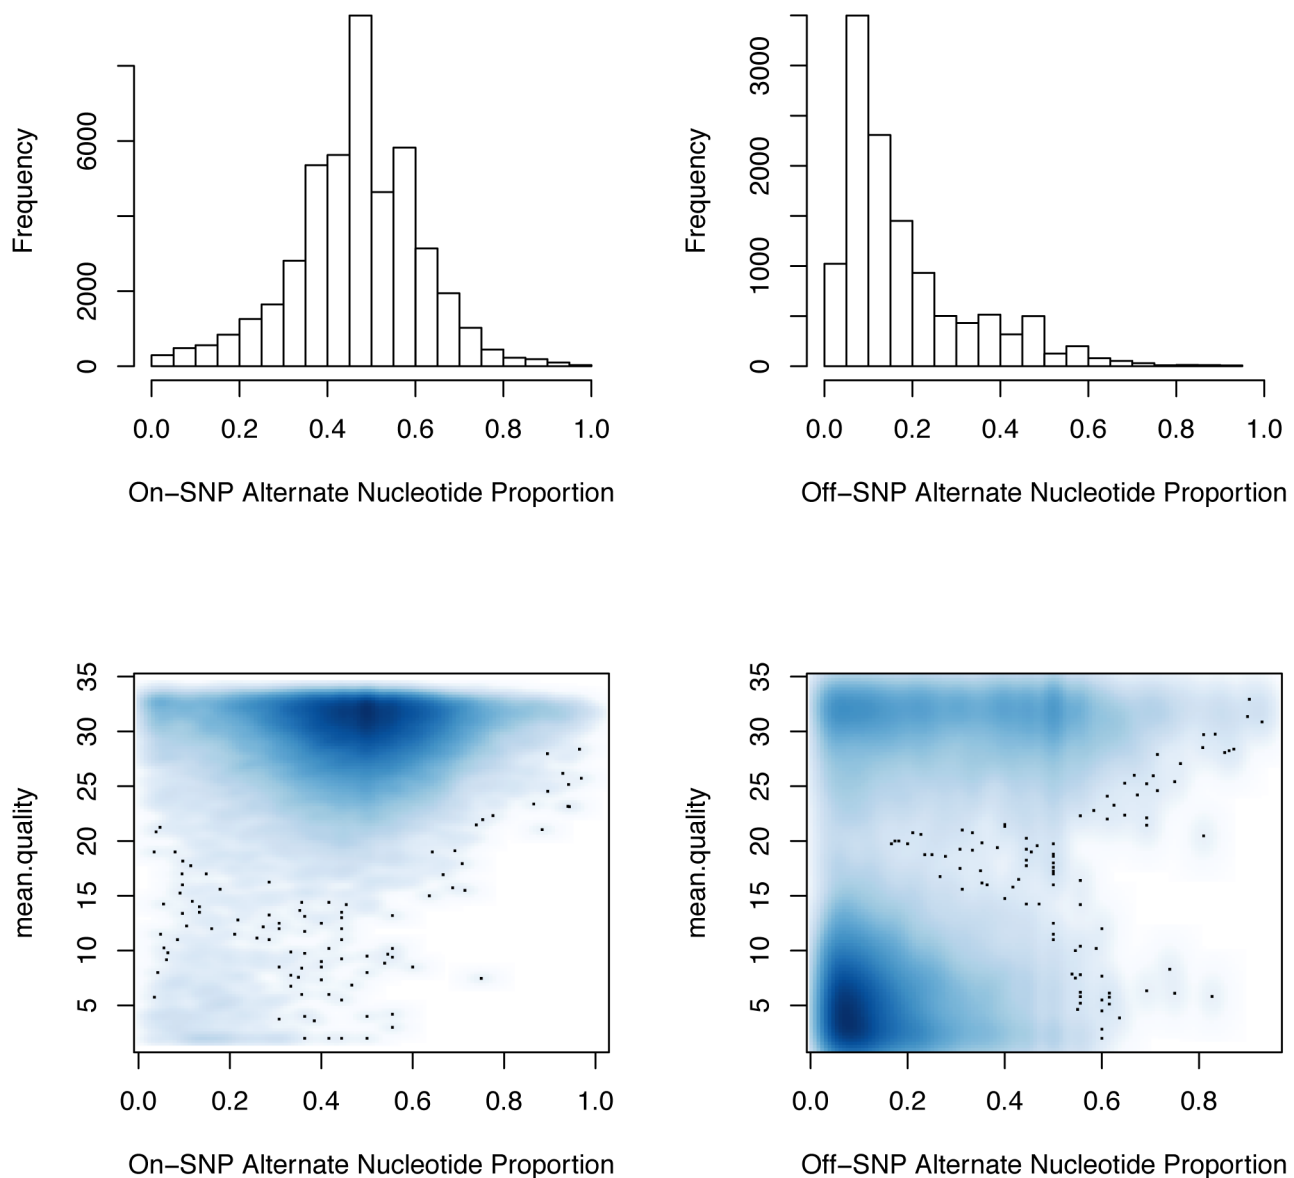 Frequency
0 2000 6000
0.0 0.2 0.4 0.6 0.8 1.0
On−SNP Alternate Nucleotide Proportion
Frequency
0 1000 2000 3000
0.0 0.2 0.4 0.6 0.8 1.0
Off−SNP Alternate Nucleotide Proportion
mean.quality
5 10 15 20 25 30 35
0.0 0.2 0.4 0.6 0.8 1.0
On−SNP Alternate Nucleotide Proportion
mean.quality
5 10 15 20 25 30 35
0.0 0.2 0.4 0.6 0.8
Off−SNP Alternate Nucleotide Proportion